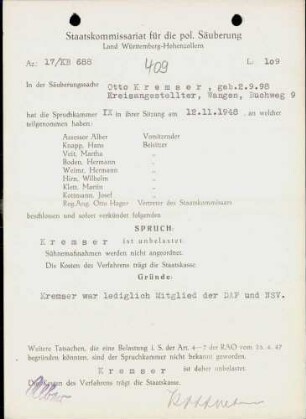 Staatskommissariat für die pol. Säuberung
Land Württemberg-Hohenzollern
Az.: 17/KB 688
L. 109
409
In der Säuberungssache
Otto Kremser, geb.2.9.98
Kreisangestellter, Wangen, Buchweg 9
hat die Spruchkammer IX in ihrer Sitzung am 12.11.1948, an welcher
teilgenommen haben:
Assessor Alker Vorsitzender
Knapp, Hans Beisitzer
Veit, Martha "
Boden, Hermann "
Weimr, Hermann "
Hirn, Wilhelm "
Klett, Martin "
Josef "
Reg.Ang. Otto Hager Vertreter des Staatskommissars
beschlossen und sofort verkündet folgenden
SPRUCH:
Kremser ist unbelastet.
Sühnemaßnahmen werden nicht angeordnet.
Die Kosten des Verfahrens trägt die Staatskasse.
Gründe:
Kremser war lediglich Mitglied der DAF und NSV.
Weitere Tatsachen, die eine Belastung i. S. der Art. 4-7 der RAO vom 25. 4. 47
begründen könnten, sind der Spruchkammer nicht bekannt geworden.
Kremser ist daher unbelastet.
Die Kosten des Verfahrens trägt die Staatskasse.